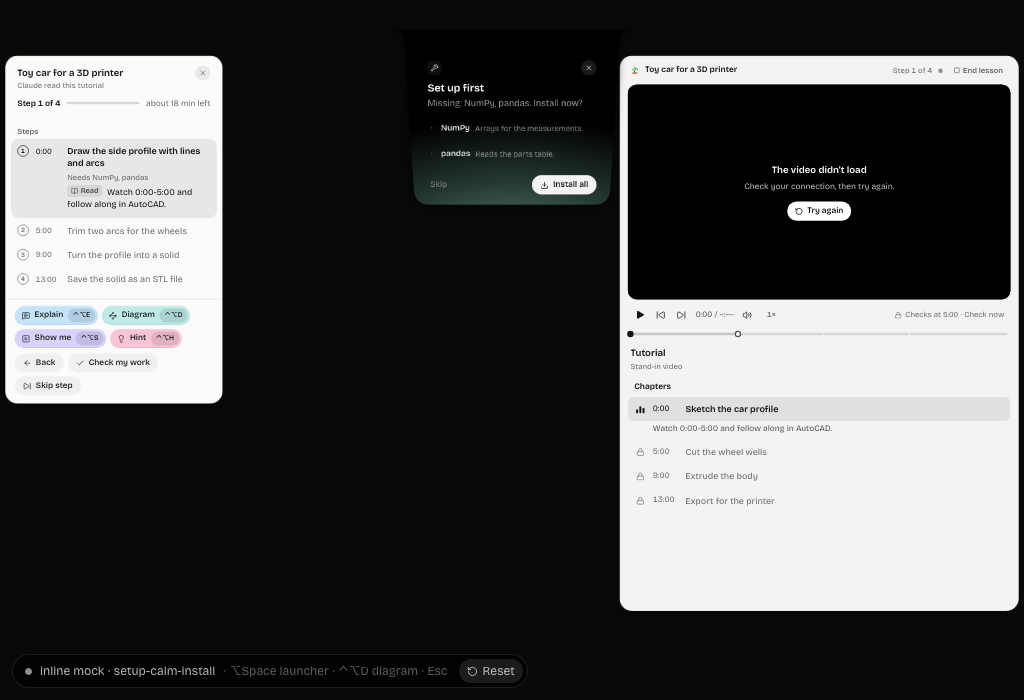 Toy car for a 3D printer
Claude read this tutorial
Step 1 of 4 about 18 min left
Steps
1 0:00 Draw the side profile with lines
and arcs
Needs NumPy, pandas
Read Watch 0:00-5:00 and
follow along in AutoCAD.
2 5:00 Trim two arcs for the wheels
3 9:00 Turn the profile into a solid
4 13:00 Save the solid as an STL file
Explain ^⌥E Diagram ^⌥D
Show me ^⌥S Hint ^⌥H
Back Check my work
Skip step
Set up first
Missing: NumPy, pandas. Install now?
· NumPy Arrays for the measurements.
· pandas Reads the parts table.
Skip Install all
Toy car for a 3D printer Step 1 of 4 End lesson
The video didn't load
Check your connection, then try again.
Try again
0:00 / –:–– 1× Checks at 5:00 · Check now
Tutorial
Stand-in video
Chapters
0:00 Sketch the car profile
Watch 0:00-5:00 and follow along in AutoCAD.
5:00 Cut the wheel wells
9:00 Extrude the body
13:00 Export for the printer
inline mock · setup-calm-install · ⌥Space launcher · ^⌥D diagram · Esc Reset